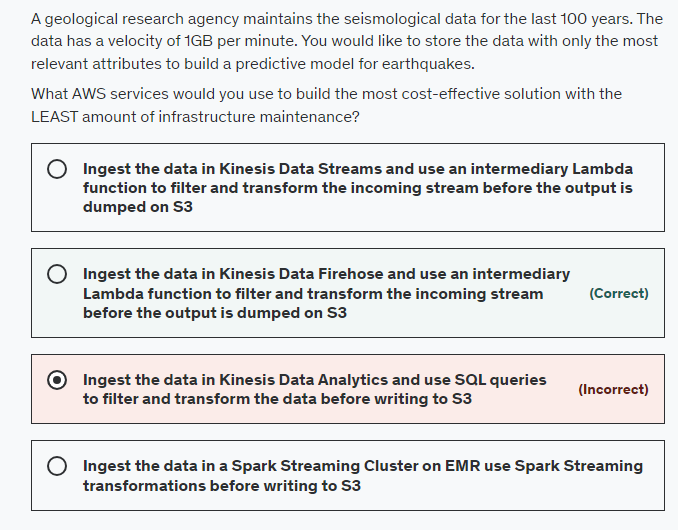 A geological research agency maintains the seismological data for the last 100 years. The
data has a velocity of 1GB per minute. You would like to store the data with only the most
relevant attributes to build a predictive model for earthquakes.
What AWS services would you use to build the most cost-effective solution with the
LEAST amount of infrastructure maintenance?
Ingest the data in Kinesis Data Streams and use an intermediary Lambda
function to filter and transform the incoming stream before the output is
dumped on S3
Ingest the data in Kinesis Data Firehose and use an intermediary
Lambda function to filter and transform the incoming stream
before the output is dumped on S3
(Correct)
Ingest the data in Kinesis Data Analytics and use SQL queries
to filter and transform the data before writing to S3
(Incorrect)
Ingest the data in a Spark Streaming Cluster on EMR use Spark Streaming
transformations before writing to S3